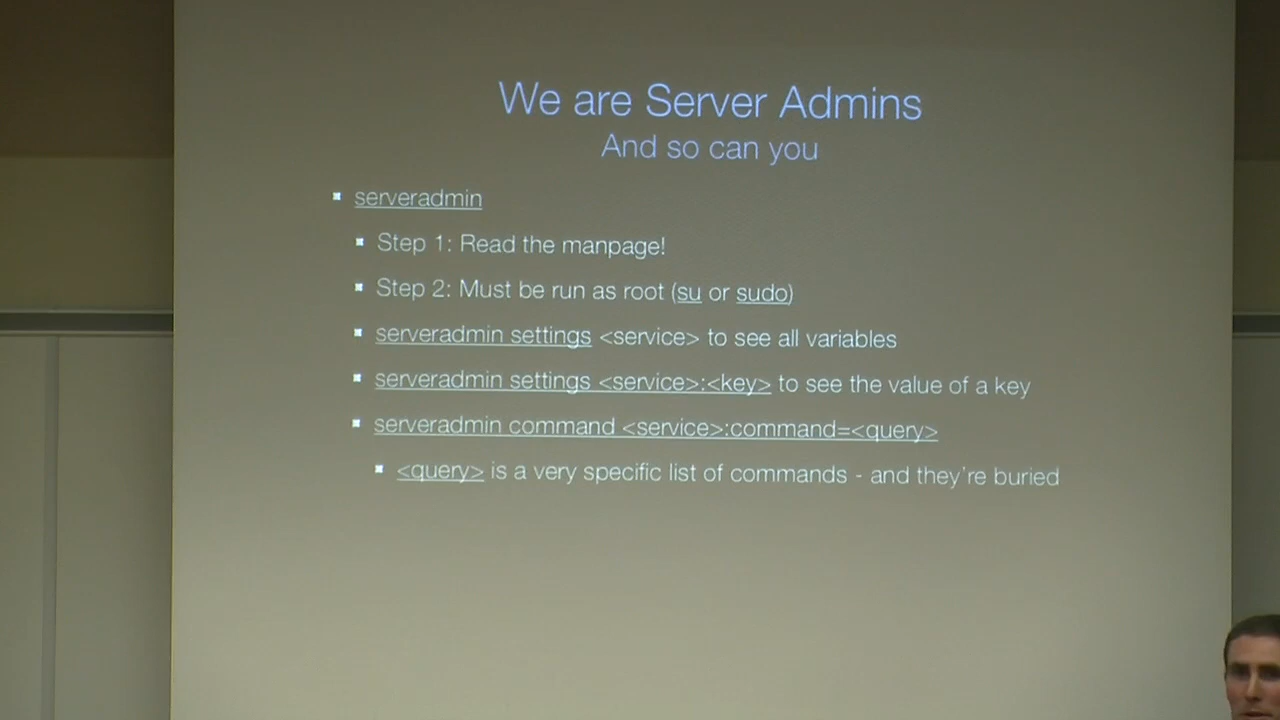 We are Server Admins
And so can you
serveradmin
Step 1: Read the manpage!
Step 2: Must be run as root (su or sudo)
serveradmin settings <service> to see all variables
serveradmin settings <service>:<key> to see the value of a key
serveradmin command <service>:command=<query>
<query> is a very specific list of commands - and they're buried